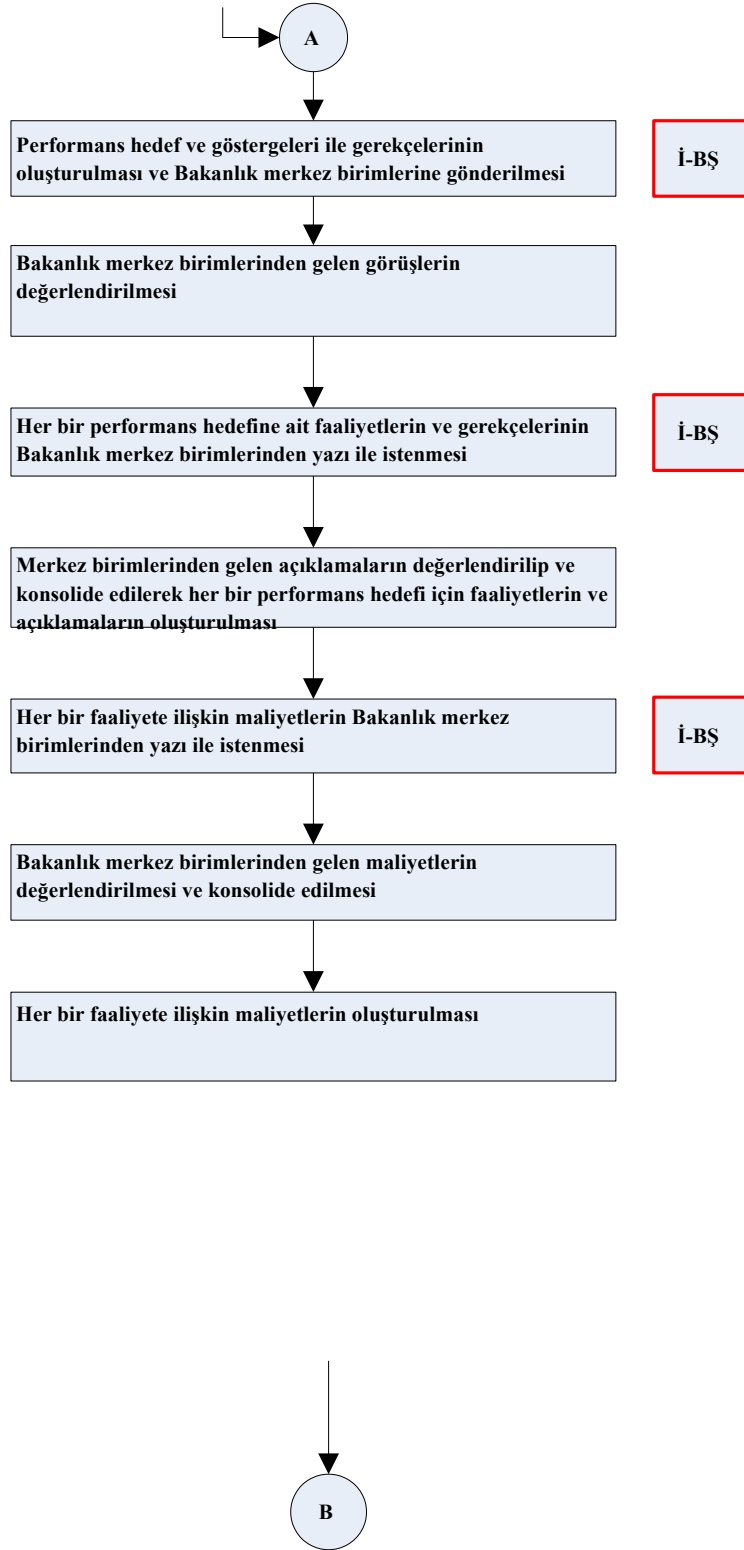 A
Performans hedef ve göstergeleri ile gerekçelerinin
oluşturulması ve Bakanlık merkez birimlerine gönderilmesi
İ-BŞ
Bakanlık merkez birimlerinden gelen görüşlerin
değerlendirilmesi
Her bir performans hedefine ait faaliyetlerin ve gerekçelerinin
Bakanlık merkez birimlerinden yazı ile istenmesi
İ-BŞ
Merkez birimlerinden gelen açıklamaların değerlendirilip ve
konsolide edilerek her bir performans hedefi için faaliyetlerin ve
açıklamaların oluşturulması
Her bir faaliyete ilişkin maliyetlerin Bakanlık merkez
birimlerinden yazı ile istenmesi
İ-BŞ
Bakanlık merkez birimlerinden gelen maliyetlerin
değerlendirilmesi ve konsolide edilmesi
Her bir faaliyete ilişkin maliyetlerin oluşturulması
B